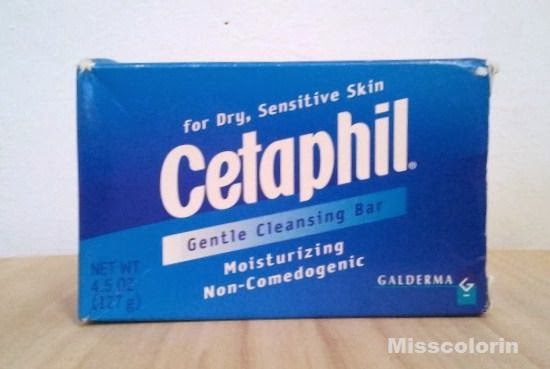 for Dry, Sensitive Skin
Cetaphil®
Gentle Cleansing Bar
Moisturizing
Non-Comedogenic
NET WT
4.5 OZ
(127 g)
GALDERMA
Misscolorin